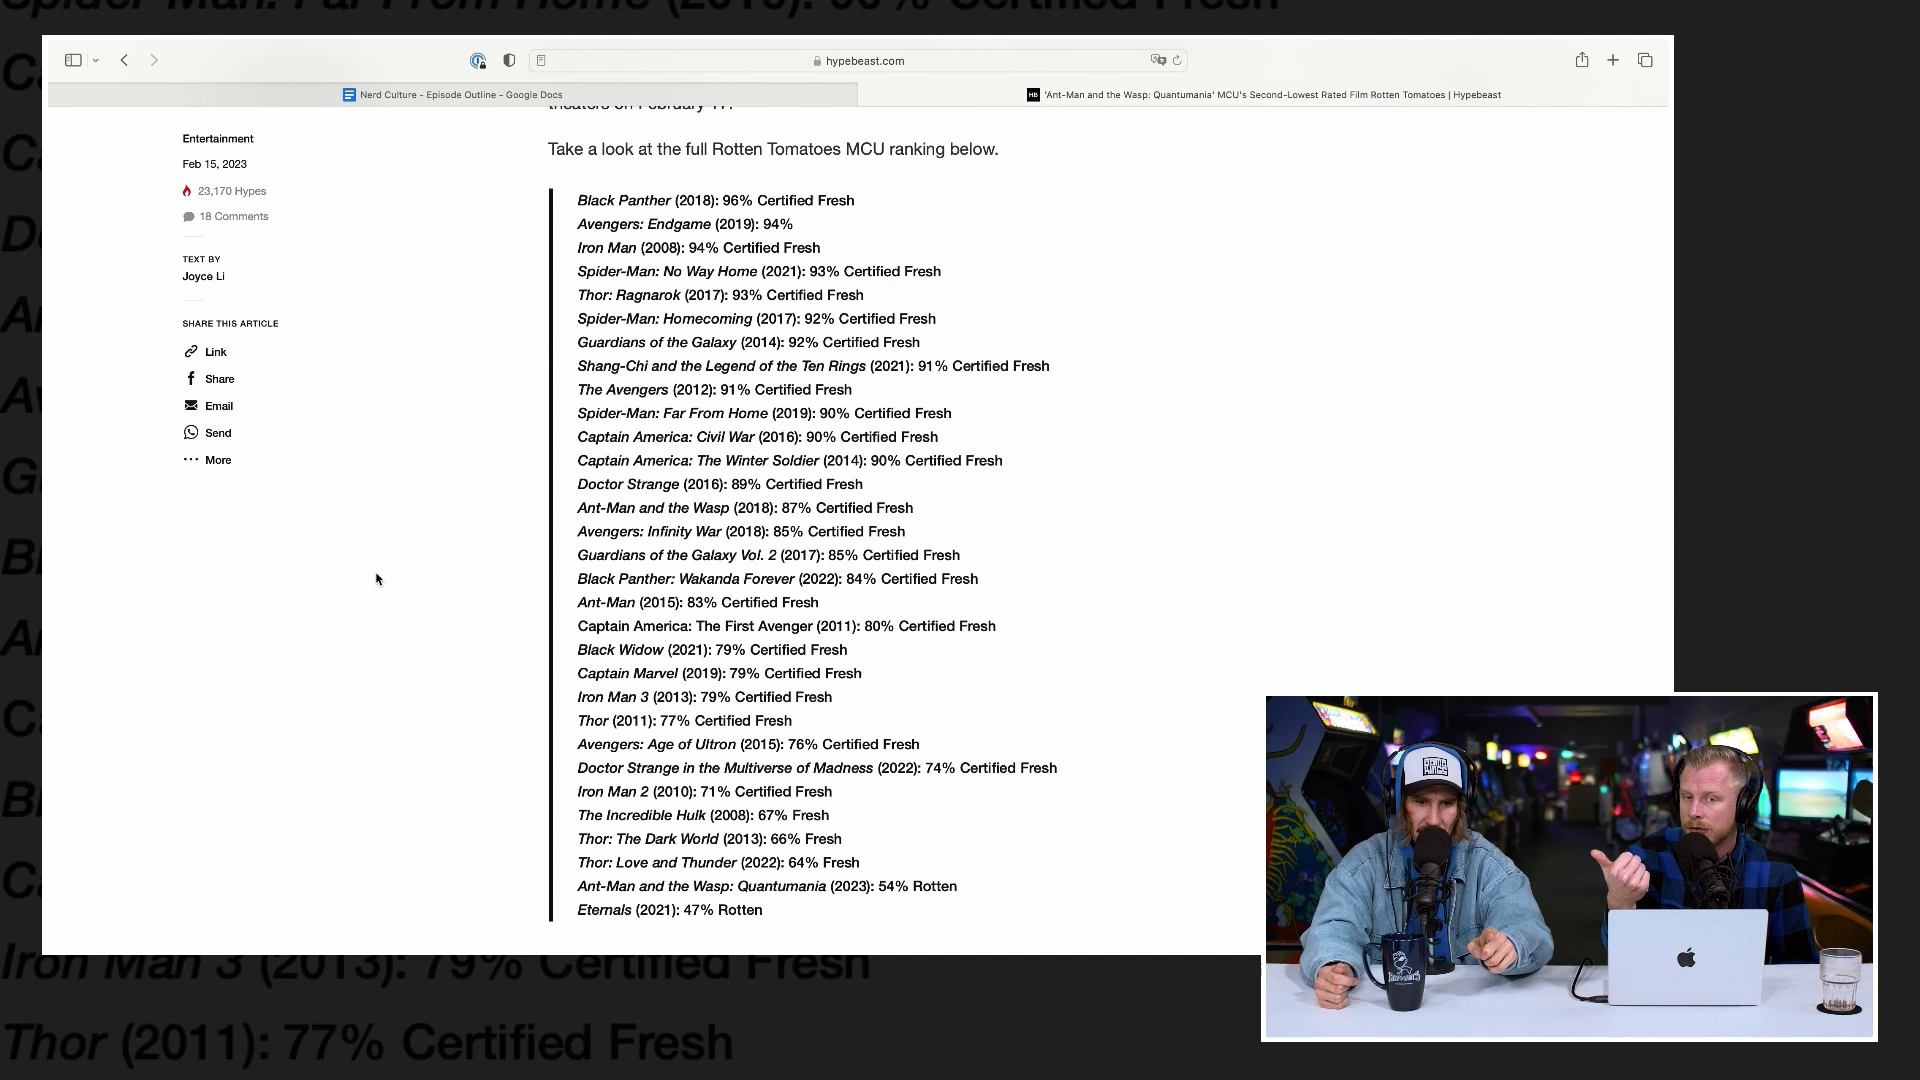 Spider-Man: Far From Home (2019): 90% Certified Fresh
hypebeast.com
Nerd Culture - Episode Outline - Google Docs
HB
'Ant-Man and the Wasp: Quantumania' MCU's Second-Lowest Rated Film Rotten Tomatoes | Hypebeast
theaters on February 17.
Entertainment
Feb 15, 2023
23,170 Hypes
18 Comments
TEXT BY
Joyce Li
SHARE THIS ARTICLE
Link
Share
Email
Send
More
Take a look at the full Rotten Tomatoes MCU ranking below.
Black Panther (2018): 96% Certified Fresh
Avengers: Endgame (2019): 94%
Iron Man (2008): 94% Certified Fresh
Spider-Man: No Way Home (2021): 93% Certified Fresh
Thor: Ragnarok (2017): 93% Certified Fresh
Spider-Man: Homecoming (2017): 92% Certified Fresh
Guardians of the Galaxy (2014): 92% Certified Fresh
Shang-Chi and the Legend of the Ten Rings (2021): 91% Certified Fresh
The Avengers (2012): 91% Certified Fresh
Spider-Man: Far From Home (2019): 90% Certified Fresh
Captain America: Civil War (2016): 90% Certified Fresh
Captain America: The Winter Soldier (2014): 90% Certified Fresh
Doctor Strange (2016): 89% Certified Fresh
Ant-Man and the Wasp (2018): 87% Certified Fresh
Avengers: Infinity War (2018): 85% Certified Fresh
Guardians of the Galaxy Vol. 2 (2017): 85% Certified Fresh
Black Panther: Wakanda Forever (2022): 84% Certified Fresh
Ant-Man (2015): 83% Certified Fresh
Captain America: The First Avenger (2011): 80% Certified Fresh
Black Widow (2021): 79% Certified Fresh
Captain Marvel (2019): 79% Certified Fresh
Iron Man 3 (2013): 79% Certified Fresh
Thor (2011): 77% Certified Fresh
Avengers: Age of Ultron (2015): 76% Certified Fresh
Doctor Strange in the Multiverse of Madness (2022): 74% Certified Fresh
Iron Man 2 (2010): 71% Certified Fresh
The Incredible Hulk (2008): 67% Fresh
Thor: The Dark World (2013): 66% Fresh
Thor: Love and Thunder (2022): 64% Fresh
Ant-Man and the Wasp: Quantumania (2023): 54% Rotten
Eternals (2021): 47% Rotten
Iron Man 3 (2013): 79% Certified Fresh
Thor (2011): 77% Certified Fresh